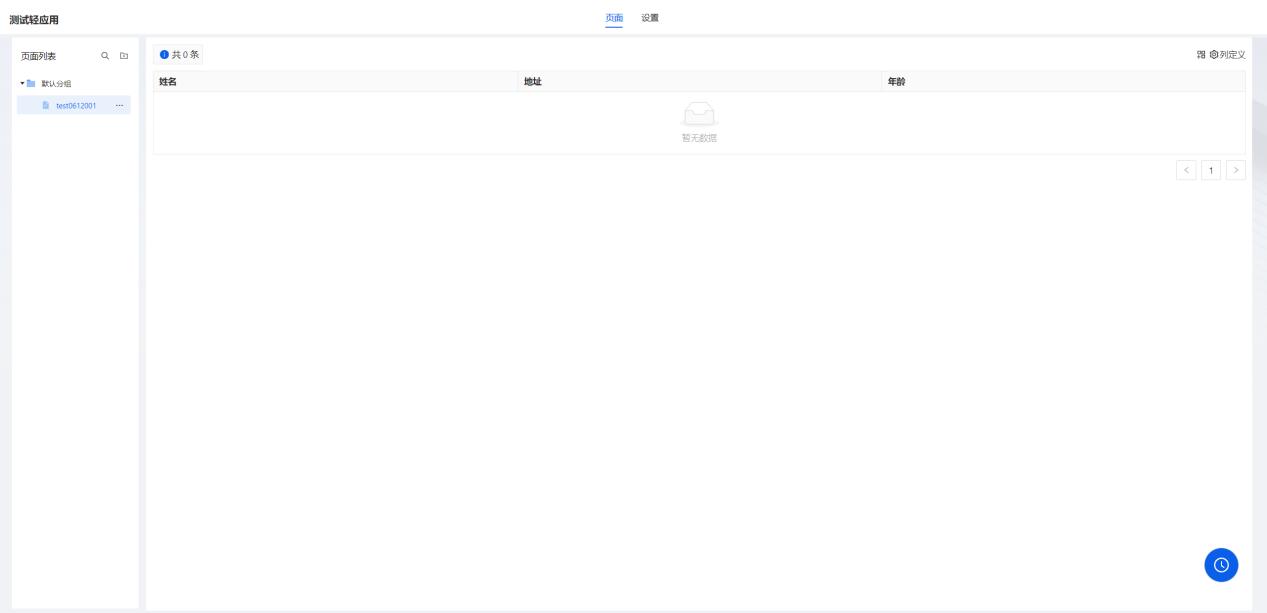 测试轻应用
页面 设置
页面列表
默认分组
test0612001 ···
共 0 条
列定义
姓名 地址 年龄
暂无数据
< 1 >